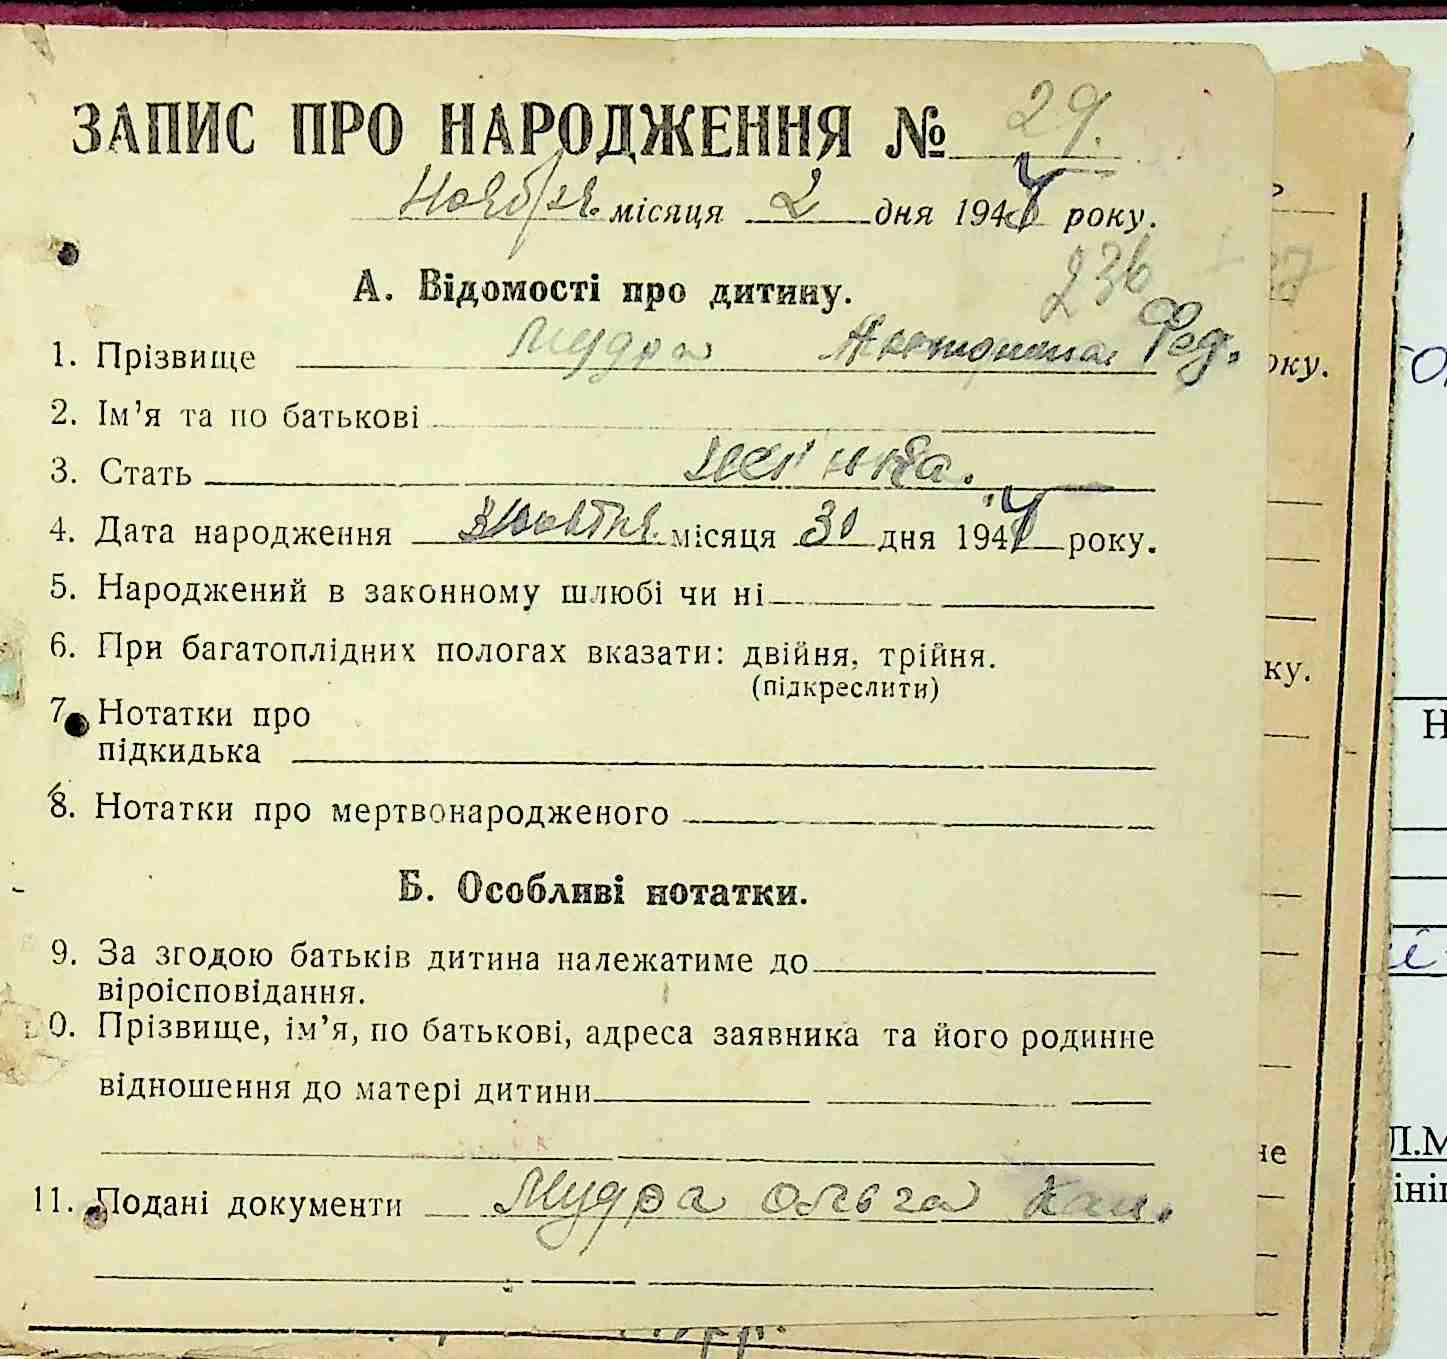 ЗАПИС ПРО НАРОДЖЕННЯ № 29.
Ноября. місяця 2 дня 194 року.
236
А. Відомості про дитину.
1. Прізвище Мудра Фед.
2. Ім'я та по батькові
3. Стать жінка.
4. Дата народження жовтня місяця 30 дня 194 року.
5. Народжений в законному шлюбі чи ні
6. При багатоплідних пологах вказати: двійня, трійня.
(підкреслити)
7. Нотатки про
підкидька
8. Нотатки про мертвонародженого
Б. Особливі нотатки.
9. За згодою батьків дитина належатиме до
віроісповідання.
10. Прізвище, ім'я, по батькові, адреса заявника та його родинне
відношення до матері дитини
11. Подані документи Мудра Ольга